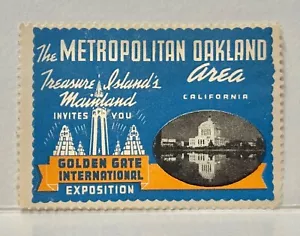 The METROPOLITAN OAKLAND
Area
Treasure Island's
Mainland
CALIFORNIA
INVITES YOU
GOLDEN GATE
INTERNATIONAL
EXPOSITION